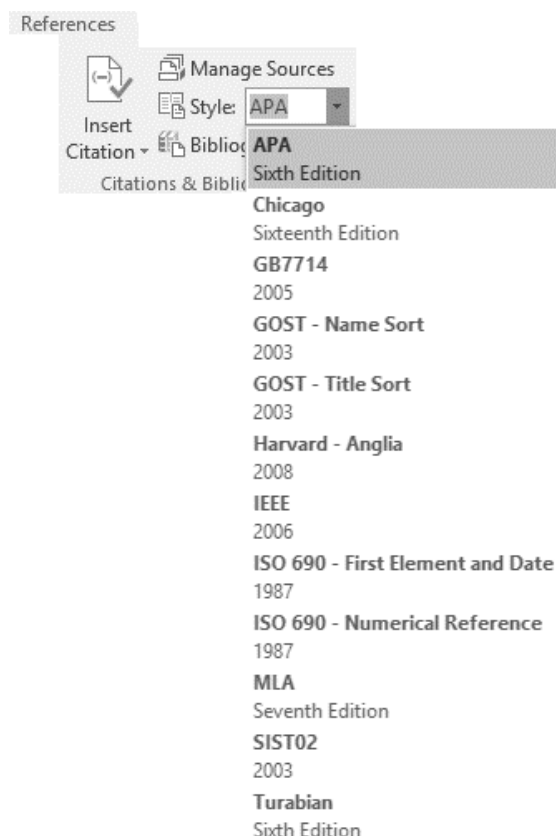 References
Manage Sources
Style: APA
Insert
Citation
Bibliog
Citations & Biblio
APA
Sixth Edition
Chicago
Sixteenth Edition
GB7714
2005
GOST - Name Sort
2003
GOST - Title Sort
2003
Harvard - Anglia
2008
IEEE
2006
ISO 690 - First Element and Date
1987
ISO 690 - Numerical Reference
1987
MLA
Seventh Edition
SIST02
2003
Turabian
Sixth Edition